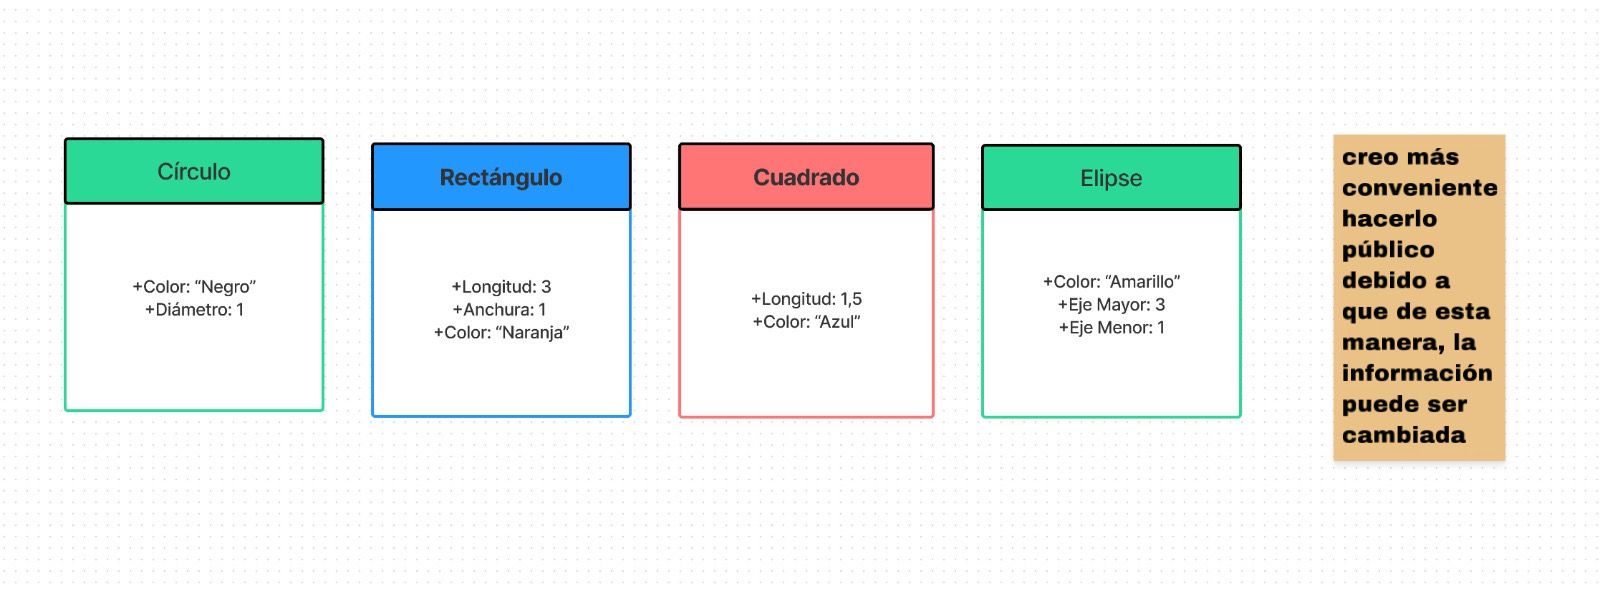 Círculo
+Color: “Negro”
+Diámetro: 1
Rectángulo
+Longitud: 3
+Anchura: 1
+Color: “Naranja”
Cuadrado
+Longitud: 1,5
+Color: “Azul”
Elipse
+Color: “Amarillo”
+Eje Mayor: 3
+Eje Menor: 1
creo más
conveniente
hacerlo
público
debido a
que de esta
manera, la
información
puede ser
cambiada